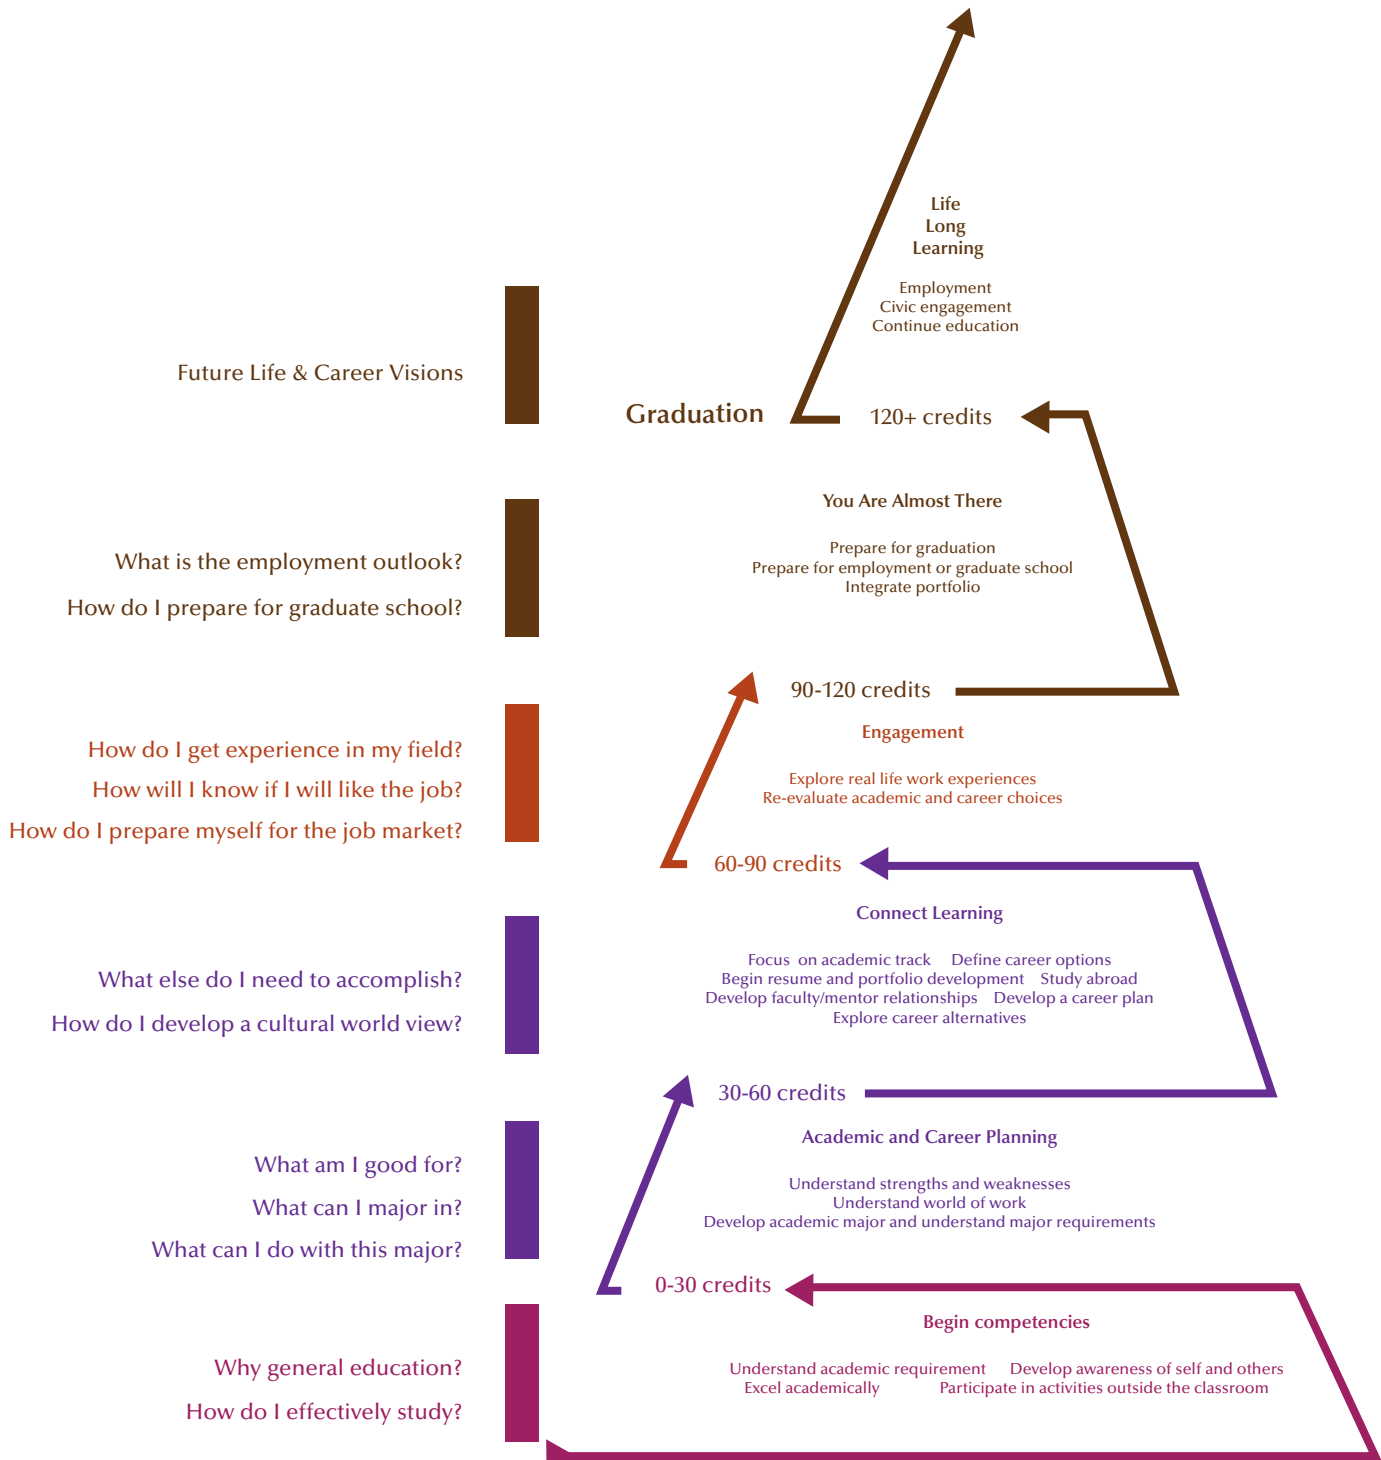 Life
Long
Learning
Employment
Civic engagement
Continue education
Future Life & Career Visions
Graduation
120+ credits
You Are Almost There
What is the employment outlook?
How do I prepare for graduate school?
Prepare for graduation
Prepare for employment or graduate school
Integrate portfolio
90-120 credits
Engagement
How do I get experience in my field?
How will I know if I will like the job?
How do I prepare myself for the job market?
Explore real life work experiences
Re-evaluate academic and career choices
60-90 credits
Connect Learning
What else do I need to accomplish?
How do I develop a cultural world view?
Focus on academic track Define career options
Begin resume and portfolio development Study abroad
Develop faculty/mentor relationships Develop a career plan
Explore career alternatives
30-60 credits
Academic and Career Planning
What am I good for?
What can I major in?
What can I do with this major?
Understand strengths and weaknesses
Understand world of work
Develop academic major and understand major requirements
0-30 credits
Begin competencies
Why general education?
How do I effectively study?
Understand academic requirement Develop awareness of self and others
Excel academically Participate in activities outside the classroom